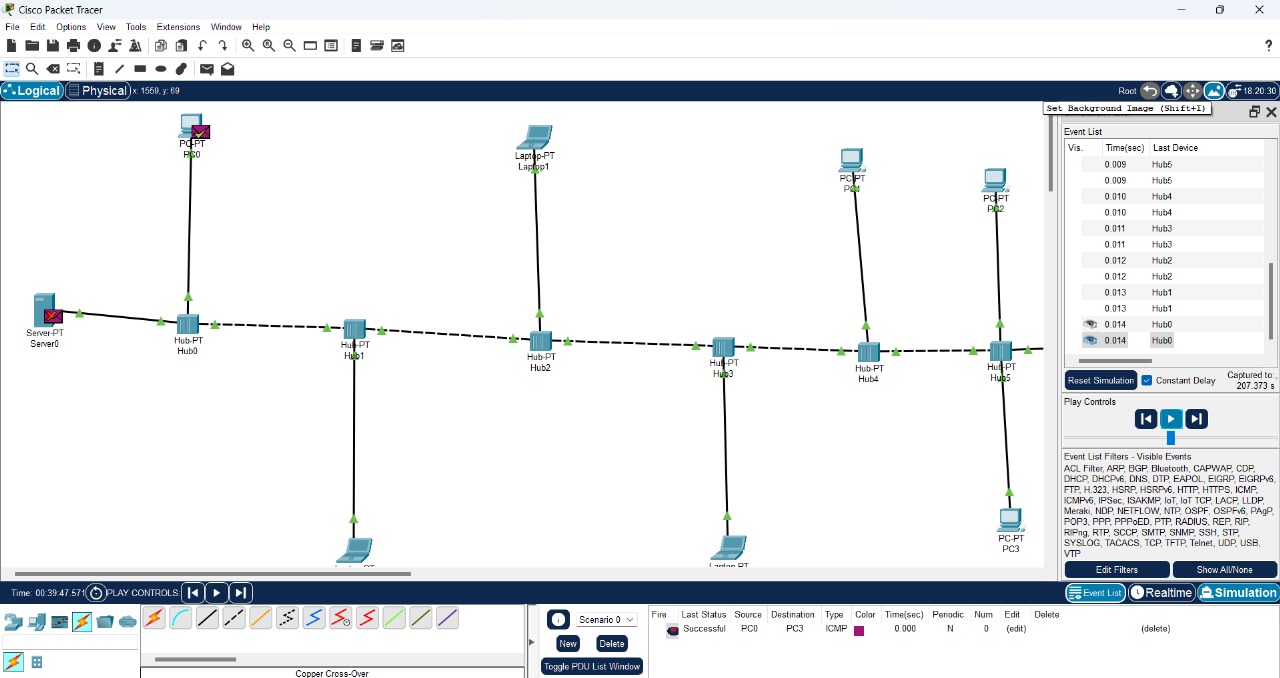 Cisco Packet Tracer
File Edit Options View Tools Extensions Window Help
Logical Physical x: 1559, y: 69
Root 18:20:30
Set Background Image (Shift+I)
PC-PT
PC0
Laptop-PT
Laptop1
PC-PT
PC1
PC-PT
PC2
Server-PT
Server0
Hub-PT
Hub0
Hub-PT
Hub1
Hub-PT
Hub2
Hub-PT
Hub3
Hub-PT
Hub4
Hub-PT
Hub5
PC-PT
PC3
Laptop-PT
Event List
Vis. Time(sec) Last Device
0.009 Hub5
0.009 Hub5
0.010 Hub4
0.010 Hub4
0.011 Hub3
0.011 Hub3
0.012 Hub2
0.012 Hub2
0.013 Hub1
0.013 Hub1
0.014 Hub0
0.014 Hub0
Reset Simulation Constant Delay Captured to:
207.373 s
Play Controls
Event List Filters - Visible Events
ACL Filter, ARP, BGP, Bluetooth, CAPWAP, CDP,
DHCP, DHCPv6, DNS, DTP, EAPOL, EIGRP, EIGRPv6,
FTP, H.323, HSRP, HSRPv6, HTTP, HTTPS, ICMP,
ICMPv6, IPSec, ISAKMP, IoT, IoT TCP, LACP, LLDP,
Meraki, NDP, NETFLOW, NTP, OSPF, OSPFv6, PAgP,
POP3, PPP, PPPoED, PTP, RADIUS, REP, RIP,
RIPng, RTP, SCCP, SMTP, SNMP, SSH, STP,
SYSLOG, TACACS, TCP, TFTP, Telnet, UDP, USB,
VTP
Edit Filters Show All/None
Time: 00:39:47.571 PLAY CONTROLS:
Event List Realtime Simulation
Copper Cross-Over
Scenario 0
New Delete
Toggle PDU List Window
Fire Last Status Source Destination Type Color Time(sec) Periodic Num Edit Delete
Successful PC0 PC3 ICMP 0.000 N 0 (edit) (delete)